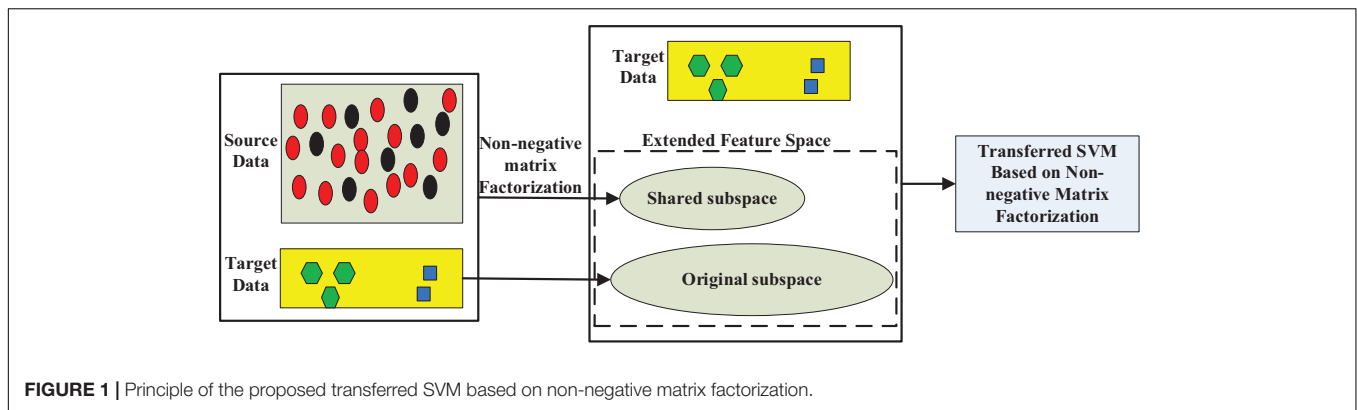 Source
Data
Target
Data
Non-negative
matrix
Factorization
Target
Data
Extended Feature Space
Shared subspace
Original subspace
Transferred SVM
Based on Non-
negative Matrix
Factorization
FIGURE 1 | Principle of the proposed transferred SVM based on non-negative matrix factorization.